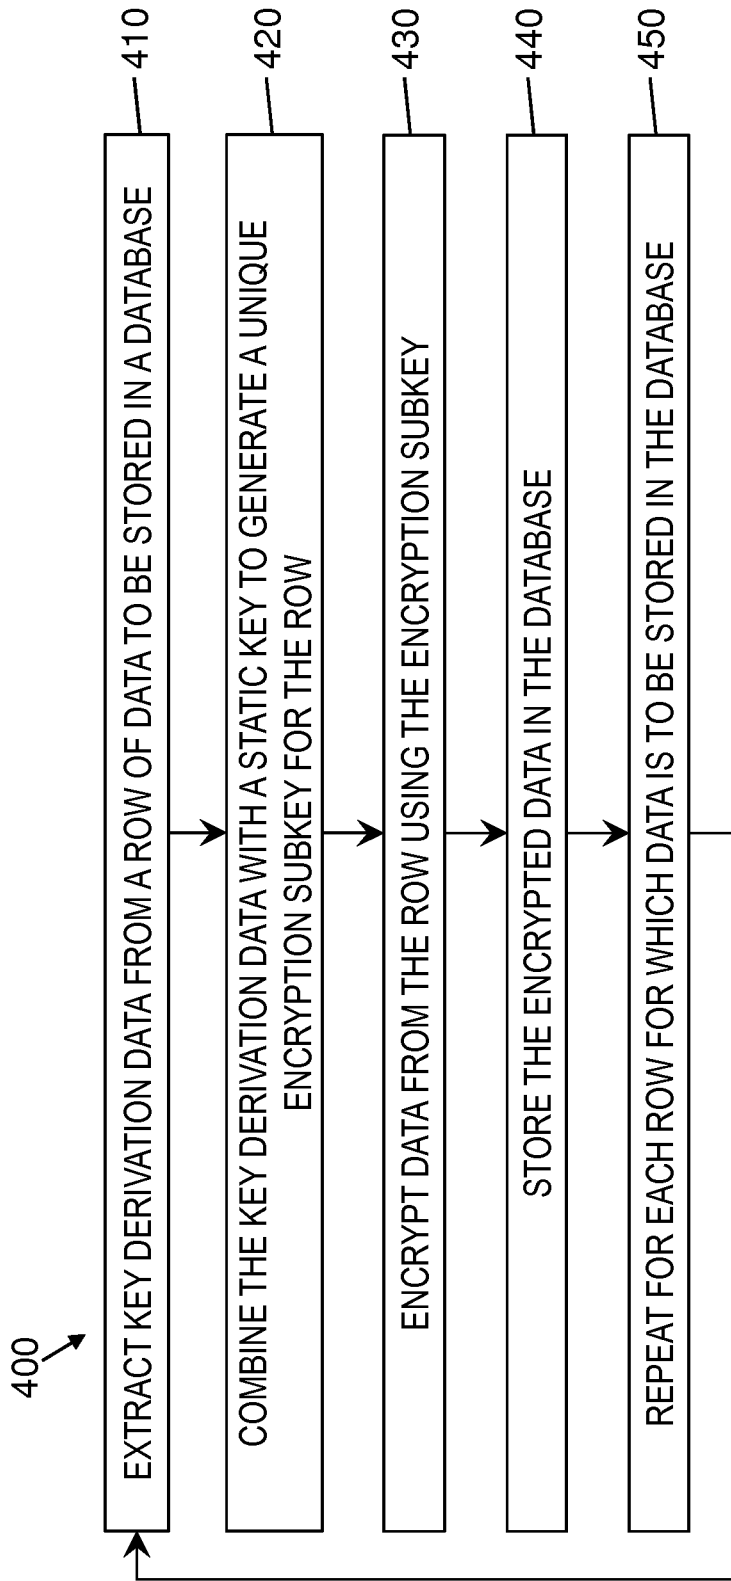 400
EXTRACT KEY DERIVATION DATA FROM A ROW OF DATA TO BE STORED IN A DATABASE
410
COMBINE THE KEY DERIVATION DATA WITH A STATIC KEY TO GENERATE A UNIQUE
ENCRYPTION SUBKEY FOR THE ROW
420
ENCRYPT DATA FROM THE ROW USING THE ENCRYPTION SUBKEY
430
STORE THE ENCRYPTED DATA IN THE DATABASE
440
REPEAT FOR EACH ROW FOR WHICH DATA IS TO BE STORED IN THE DATABASE
450